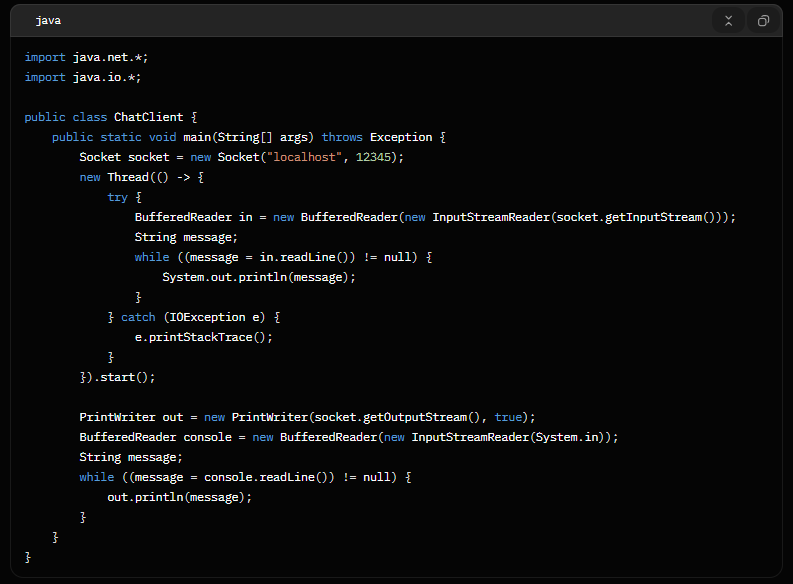 java
import java.net.*;
import java.io.*;
public class ChatClient {
public static void main(String[] args) throws Exception {
Socket socket = new Socket("localhost", 12345);
new Thread(() -> {
try {
BufferedReader in = new BufferedReader(new InputStreamReader(socket.getInputStream()));
String message;
while ((message = in.readLine()) != null) {
System.out.println(message);
}
} catch (IOException e) {
e.printStackTrace();
}
}).start();
PrintWriter out = new PrintWriter(socket.getOutputStream(), true);
BufferedReader console = new BufferedReader(new InputStreamReader(System.in));
String message;
while ((message = console.readLine()) != null) {
out.println(message);
}
}
}